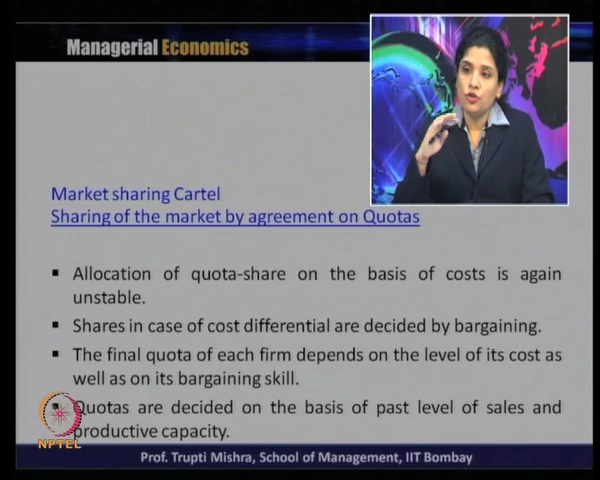 Managerial Economics
Market sharing Cartel
Sharing of the market by agreement on Quotas
▪ Allocation of quota-share on the basis of costs is again
unstable.
▪ Shares in case of cost differential are decided by bargaining.
▪ The final quota of each firm depends on the level of its cost as
well as on its bargaining skill.
▪ Quotas are decided on the basis of past level of sales and
productive capacity.
NPTEL
Prof. Trupti Mishra, School of Management, IIT Bombay